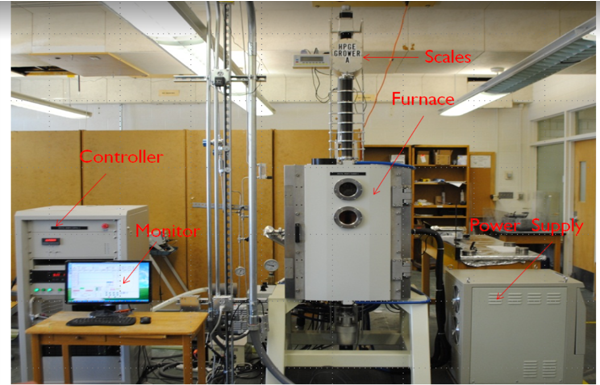 HPGE
GROWER
A
Scales
Furnace
Controller
Monitor
Power Supply